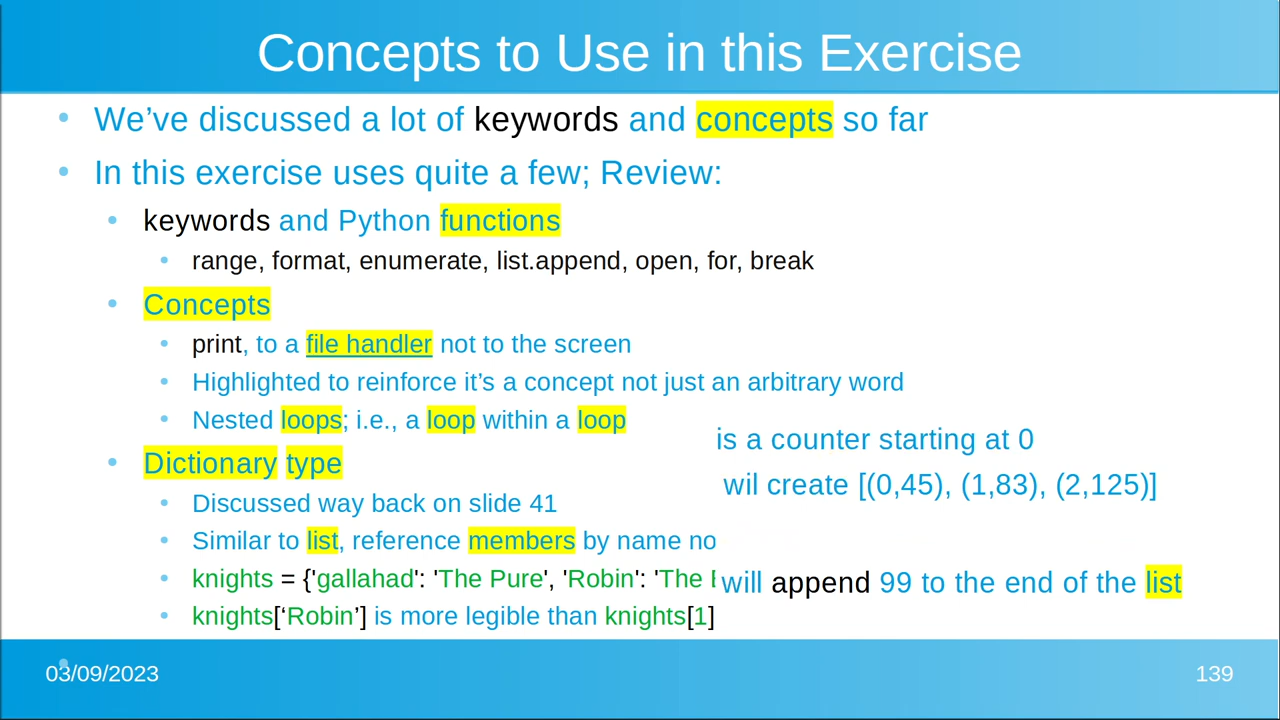 Concepts to Use in this Exercise
We’ve discussed a lot of keywords and concepts so far
In this exercise uses quite a few; Review:
keywords and Python functions
range, format, enumerate, list.append, open, for, break
Concepts
print, to a file handler not to the screen
Highlighted to reinforce it’s a concept not just an arbitrary word
Nested loops; i.e., a loop within a loop
is a counter starting at 0
Dictionary type
wil create [(0,45), (1,83), (2,125)]
Discussed way back on slide 41
Similar to list, reference members by name no
knights = {'gallahad': 'The Pure', 'Robin': 'The
will append 99 to the end of the list
knights[‘Robin’] is more legible than knights[1]
03/09/2023
139